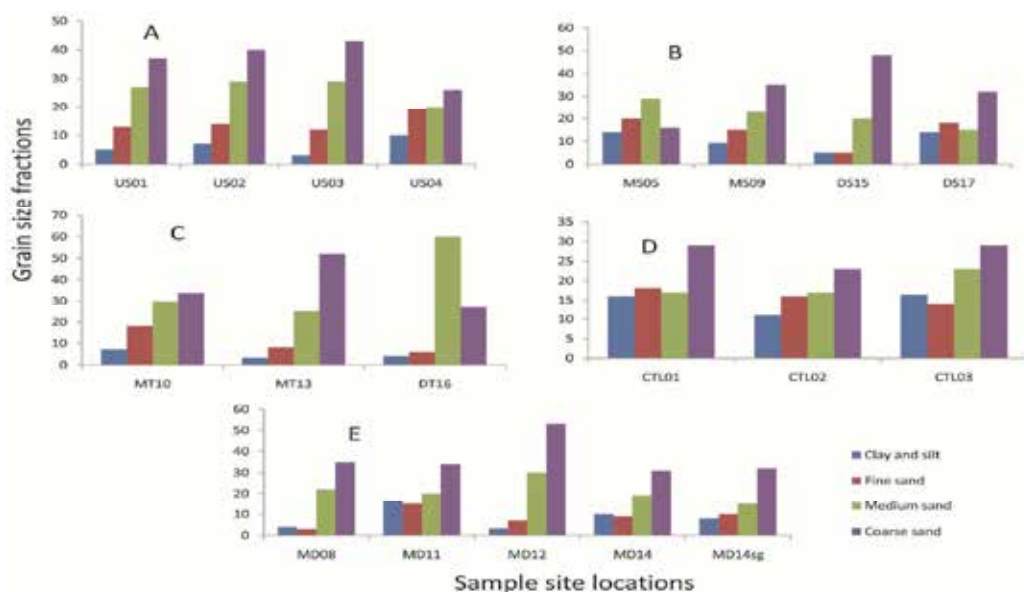 Grain size fractions
A
50
40
30
20
10
0
US01 US02 US03 US04
B
60
50
40
30
20
10
0
MS05 MS09 DS15 DS17
C
70
60
50
40
30
20
10
0
MT10 MT13 DT16
D
35
30
25
20
15
10
5
0
CTL01 CTL02 CTL03
E
60
50
40
30
20
10
0
MD08 MD11 MD12 MD14 MD14sg
Clay and silt
Fine sand
Medium sand
Coarse sand
Sample site locations